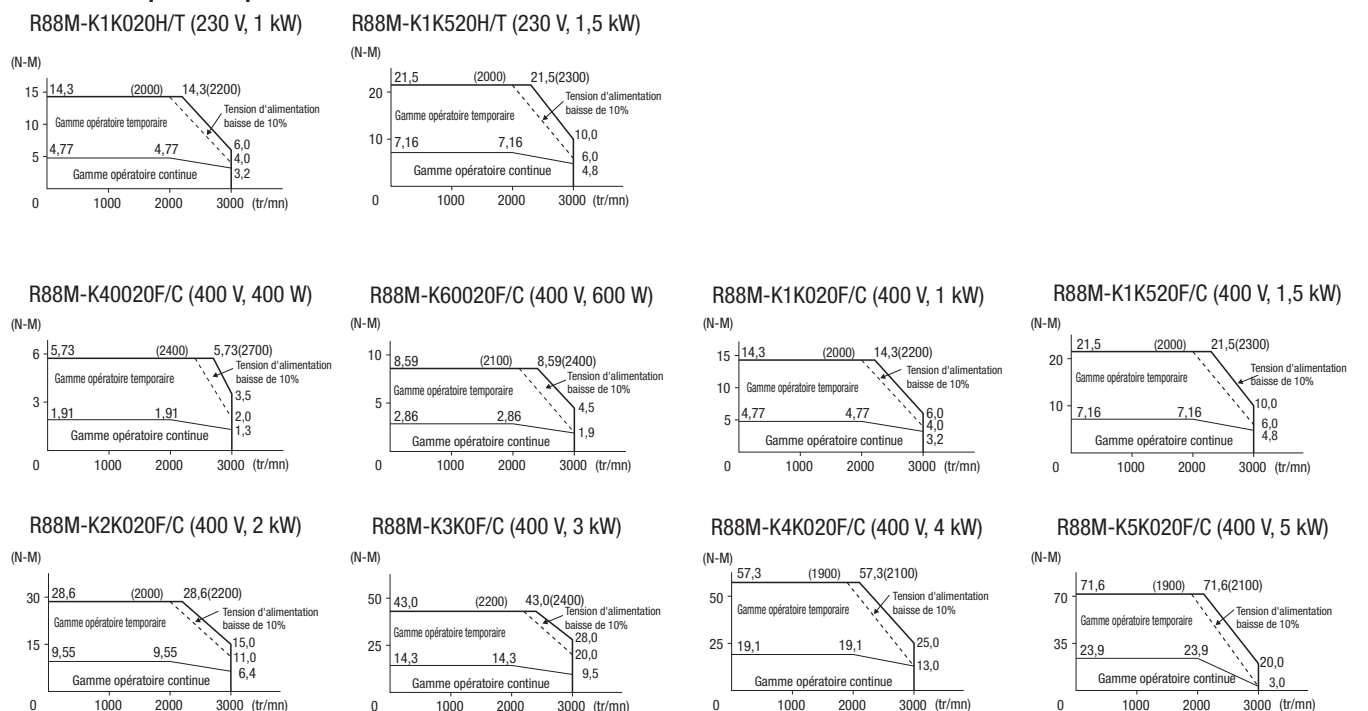 R88M-K1K020H/T (230 V, 1 kW)
(N-M)
15
14,3
(2000)
14,3(2200)
Tension d'alimentation
baisse de 10%
10
Gamme opératoire temporaire
6,0
4,77
4,77
4,0
5
3,2
Gamme opératoire continue
0
1000
2000
3000 (tr/mn)
R88M-K1K520H/T (230 V, 1,5 kW)
(N-M)
21,5
(2000)
21,5(2300)
20
Tension d'alimentation
baisse de 10%
Gamme opératoire temporaire
10
10,0
7,16
7,16
6,0
4,8
Gamme opératoire continue
0
1000
2000
3000 (tr/mn)
R88M-K40020F/C (400 V, 400 W)
(N-M)
6
5,73
(2400)
5,73(2700)
Tension d'alimentation
baisse de 10%
Gamme opératoire temporaire
3
3,5
1,91
1,91
2,0
1,3
Gamme opératoire continue
0
1000
2000
3000 (tr/mn)
R88M-K60020F/C (400 V, 600 W)
(N-M)
10
8,59
(2100)
8,59(2400)
Tension d'alimentation
baisse de 10%
Gamme opératoire temporaire
5
4,5
2,86
2,86
1,9
Gamme opératoire continue
0
1000
2000
3000 (tr/mn)
R88M-K1K020F/C (400 V, 1 kW)
(N-M)
15
14,3
(2000)
14,3(2200)
Tension d'alimentation
baisse de 10%
10
Gamme opératoire temporaire
6,0
4,77
4,77
4,0
5
3,2
Gamme opératoire continue
0
1000
2000
3000 (tr/mn)
R88M-K1K520F/C (400 V, 1,5 kW)
(N-M)
21,5
(2000)
21,5(2300)
20
Tension d'alimentation
baisse de 10%
Gamme opératoire temporaire
10
10,0
7,16
7,16
6,0
4,8
Gamme opératoire continue
0
1000
2000
3000 (tr/mn)
R88M-K2K020F/C (400 V, 2 kW)
(N-M)
30
28,6
(2000)
28,6(2200)
Tension d'alimentation
baisse de 10%
Gamme opératoire temporaire
15
15,0
9,55
9,55
11,0
6,4
Gamme opératoire continue
0
1000
2000
3000 (tr/mn)
R88M-K3K0F/C (400 V, 3 kW)
(N-M)
50
43,0
(2200)
43,0(2400)
Tension d'alimentation
baisse de 10%
Gamme opératoire temporaire
25
28,0
14,3
14,3
20,0
9,5
Gamme opératoire continue
0
1000
2000
3000 (tr/mn)
R88M-K4K020F/C (400 V, 4 kW)
(N-M)
57,3
(1900)
57,3(2100)
50
Tension d'alimentation
baisse de 10%
Gamme opératoire temporaire
25
25,0
19,1
19,1
13,0
Gamme opératoire continue
0
1000
2000
3000 (tr/mn)
R88M-K5K020F/C (400 V, 5 kW)
(N-M)
71,6
(1900)
71,6(2100)
70
Tension d'alimentation
baisse de 10%
Gamme opératoire temporaire
35
23,9
23,9
20,0
3,0
Gamme opératoire continue
0
1000
2000
3000 (tr/mn)